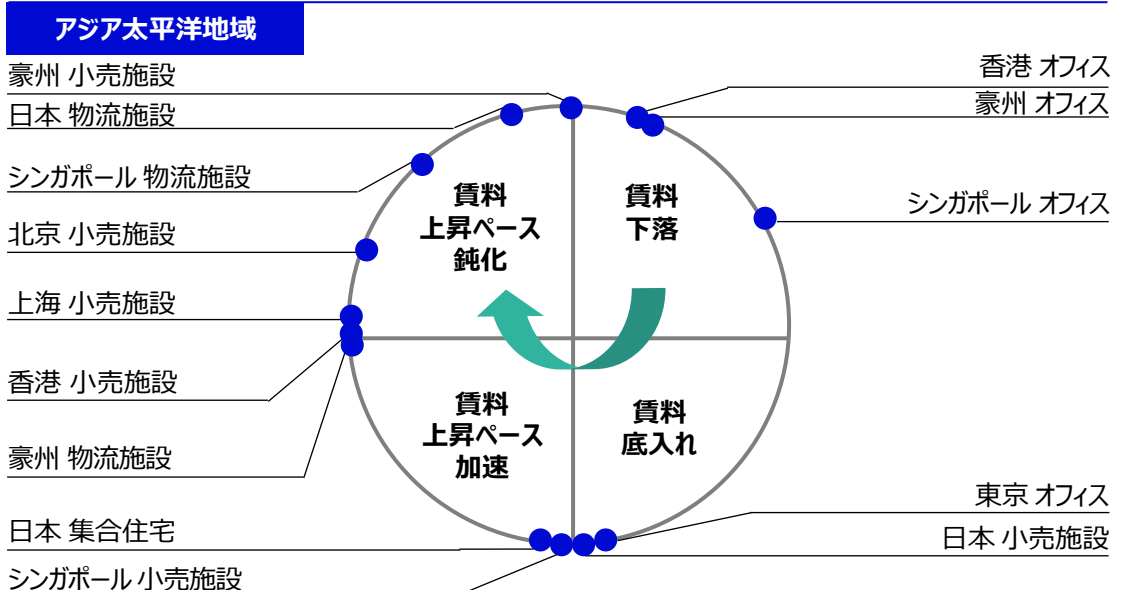 アジア太平洋地域
豪州 小売施設
日本 物流施設
シンガポール 物流施設
北京 小売施設
上海 小売施設
香港 小売施設
豪州 物流施設
日本 集合住宅
シンガポール 小売施設
香港 オフィス
豪州 オフィス
シンガポール オフィス
東京 オフィス
日本 小売施設
賃料
上昇ペース
鈍化
賃料
下落
賃料
上昇ペース
加速
賃料
底入れ